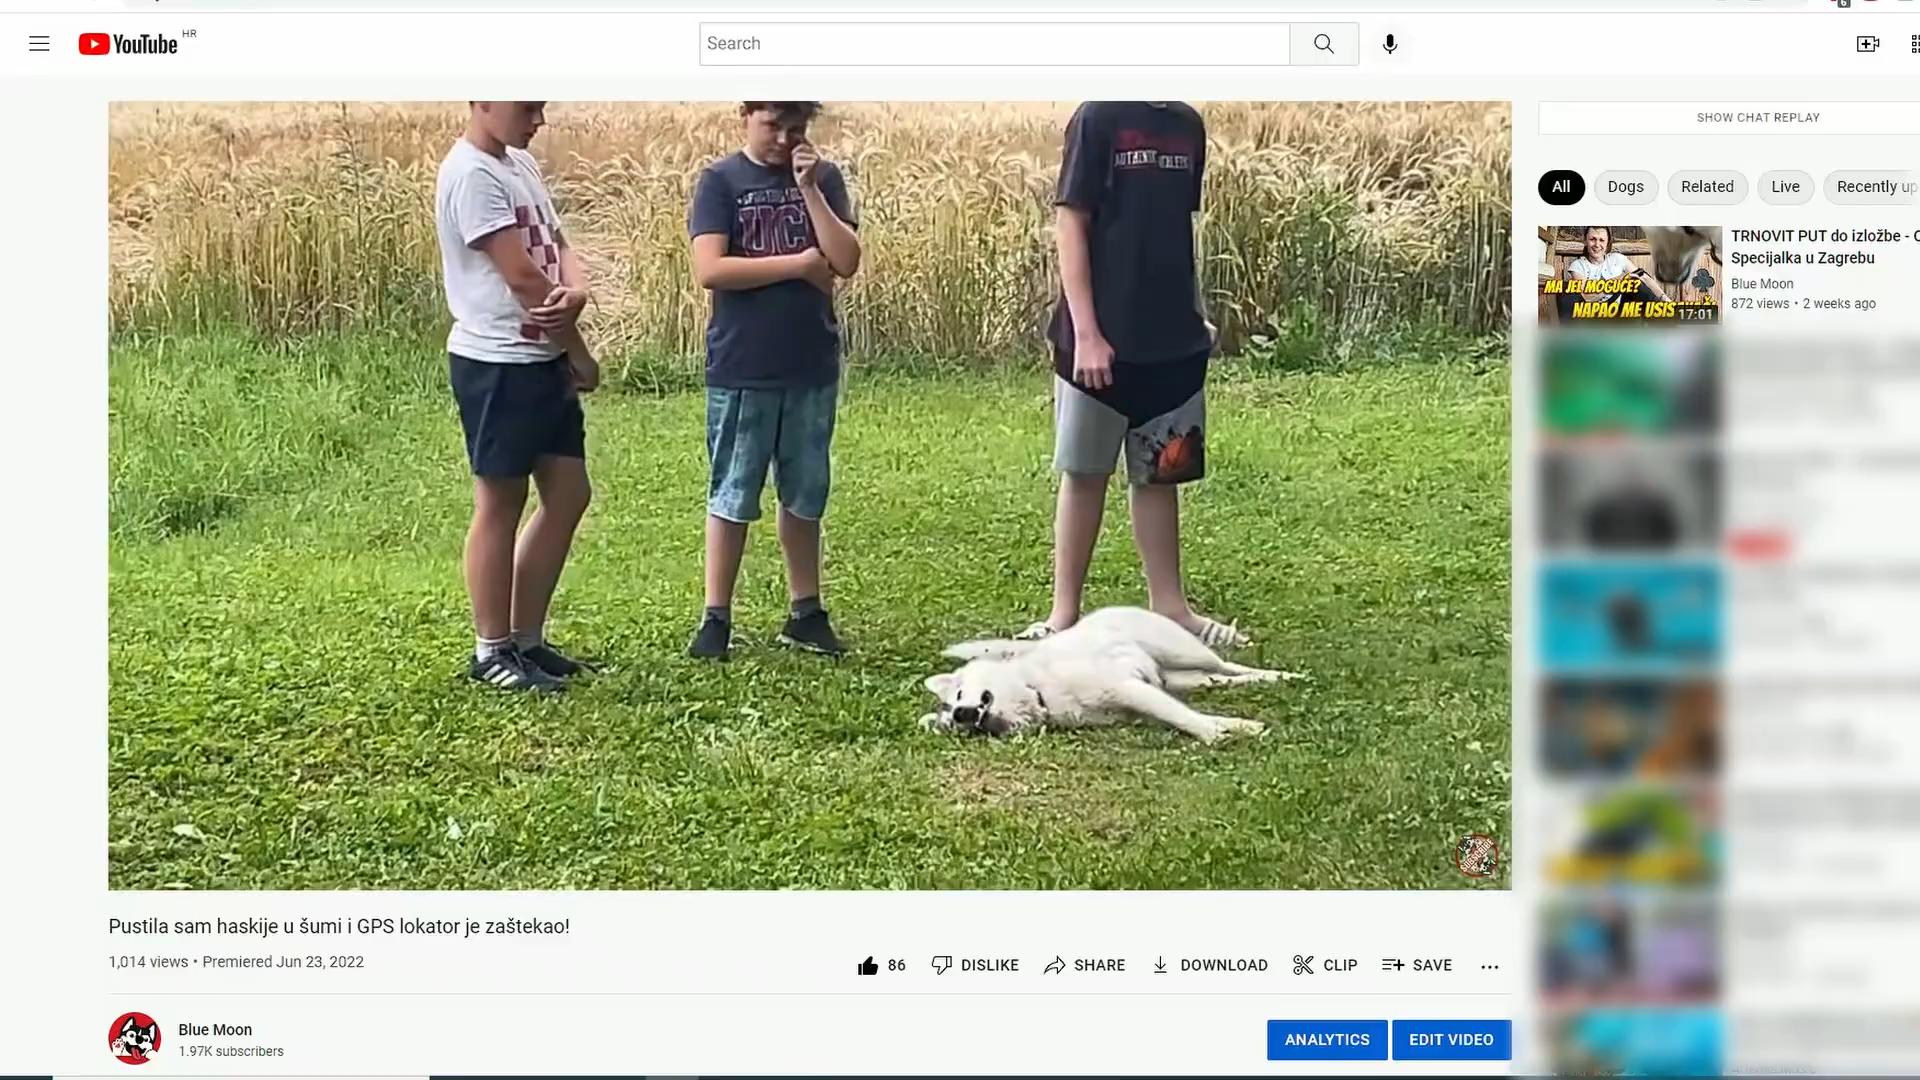 YouTube HR
Search
6
SHOW CHAT REPLAY
All
Dogs
Related
Live
Recently up
UC
TRNOVIT PUT do izložbe -
Specijalka u Zagrebu
Blue Moon
872 views • 2 weeks ago
MA JEL MOGUĆE?
NAPAO ME
17:01
SUBSCRIBE
Pustila sam haskije u šumi i GPS lokator je zaštekao!
1,014 views • Premiered Jun 23, 2022
86
DISLIKE
SHARE
DOWNLOAD
CLIP
SAVE
Blue Moon
1.97K subscribers
ANALYTICS
EDIT VIDEO